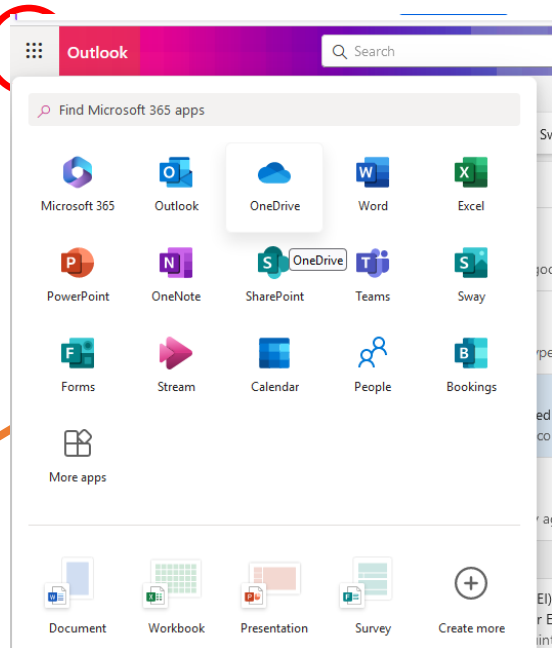 Outlook
Search
Find Microsoft 365 apps
Microsoft 365 Outlook OneDrive Word Excel
OneDrive
PowerPoint OneNote SharePoint Teams Sway
Forms Stream Calendar People Bookings
More apps
Document Workbook Presentation Survey Create more